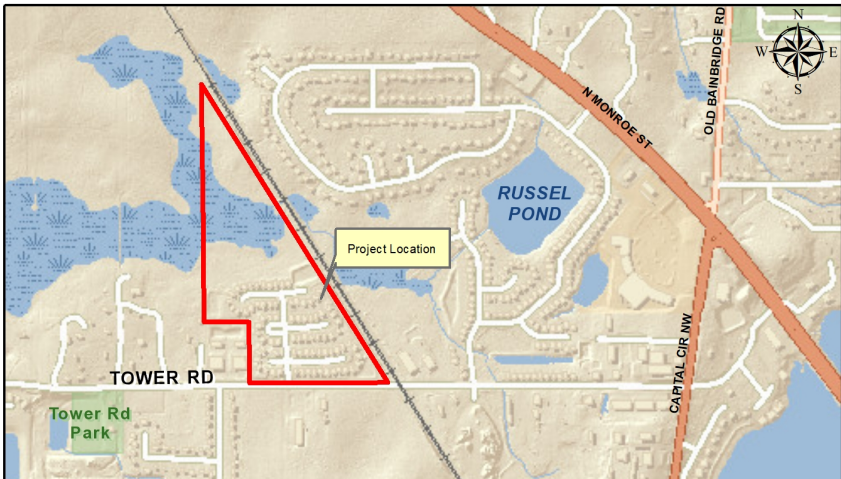 N
W E
S
OLD BAINBRIDGE RD
N MONROE ST
RUSSEL
POND
Project Location
CAPITAL CIR NW
TOWER RD
Tower Rd
Park